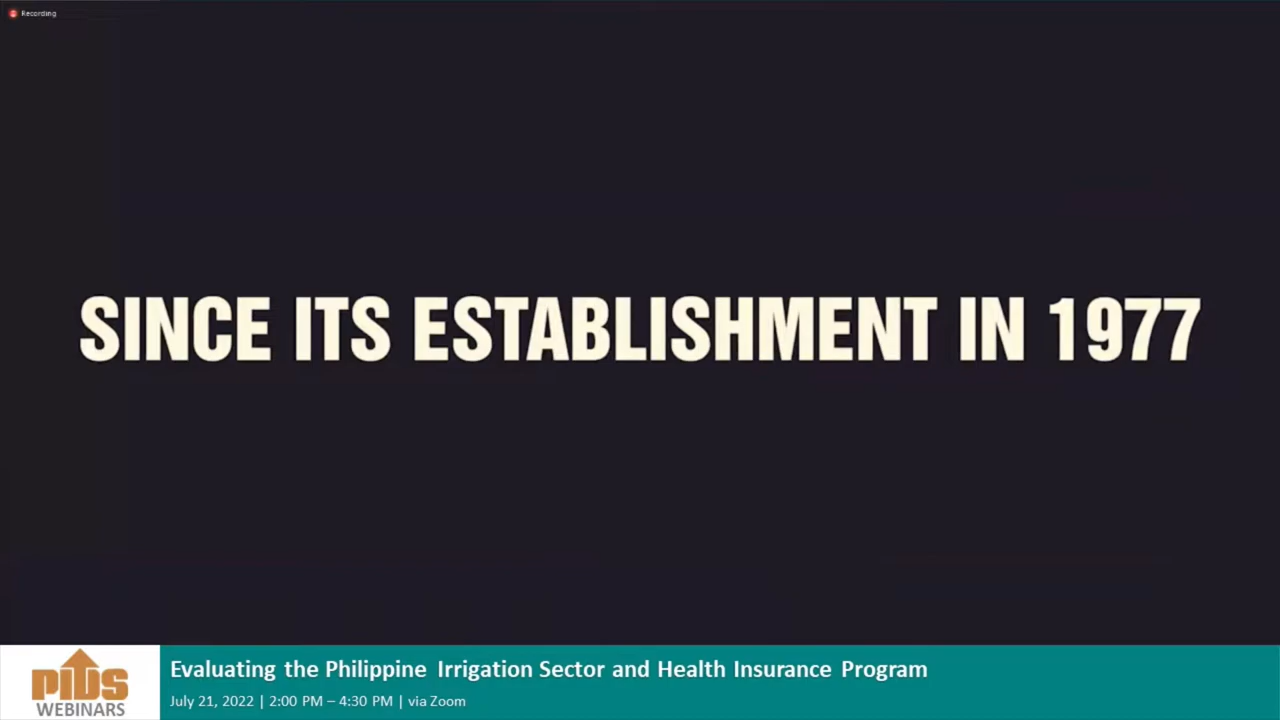 Recording
SINCE ITS ESTABLISHMENT IN 1977
PIDS
WEBINARS
Evaluating the Philippine Irrigation Sector and Health Insurance Program
July 21, 2022 | 2:00 PM – 4:30 PM | via Zoom